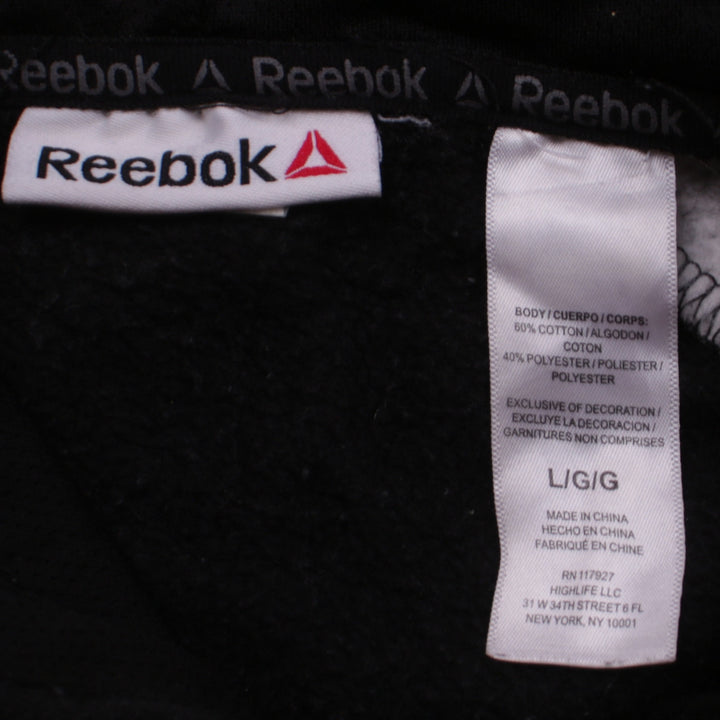 Reebok Reebok Reebok
Reebok
BODY / CUERPO / CORPS:
60% COTTON / ALGODON /
COTON
40% POLYESTER / POLIESTER /
POLYESTER
EXCLUSIVE OF DECORATION /
EXCLUYE LA DECORACION /
GARNITURES NON COMPRISES
L/G/G
MADE IN CHINA
HECHO EN CHINA
FABRIQUÉ EN CHINE
RN 117927
HIGHLIFE LLC
31 W 34TH STREET 6 FL
NEW YORK, NY 10001